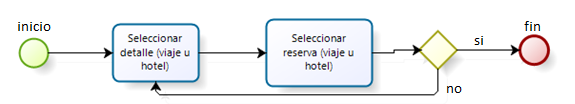 inicio
Seleccionar
detalle (viaje u
hotel)
Seleccionar
reserva (viaje u
hotel)
si
no
fin